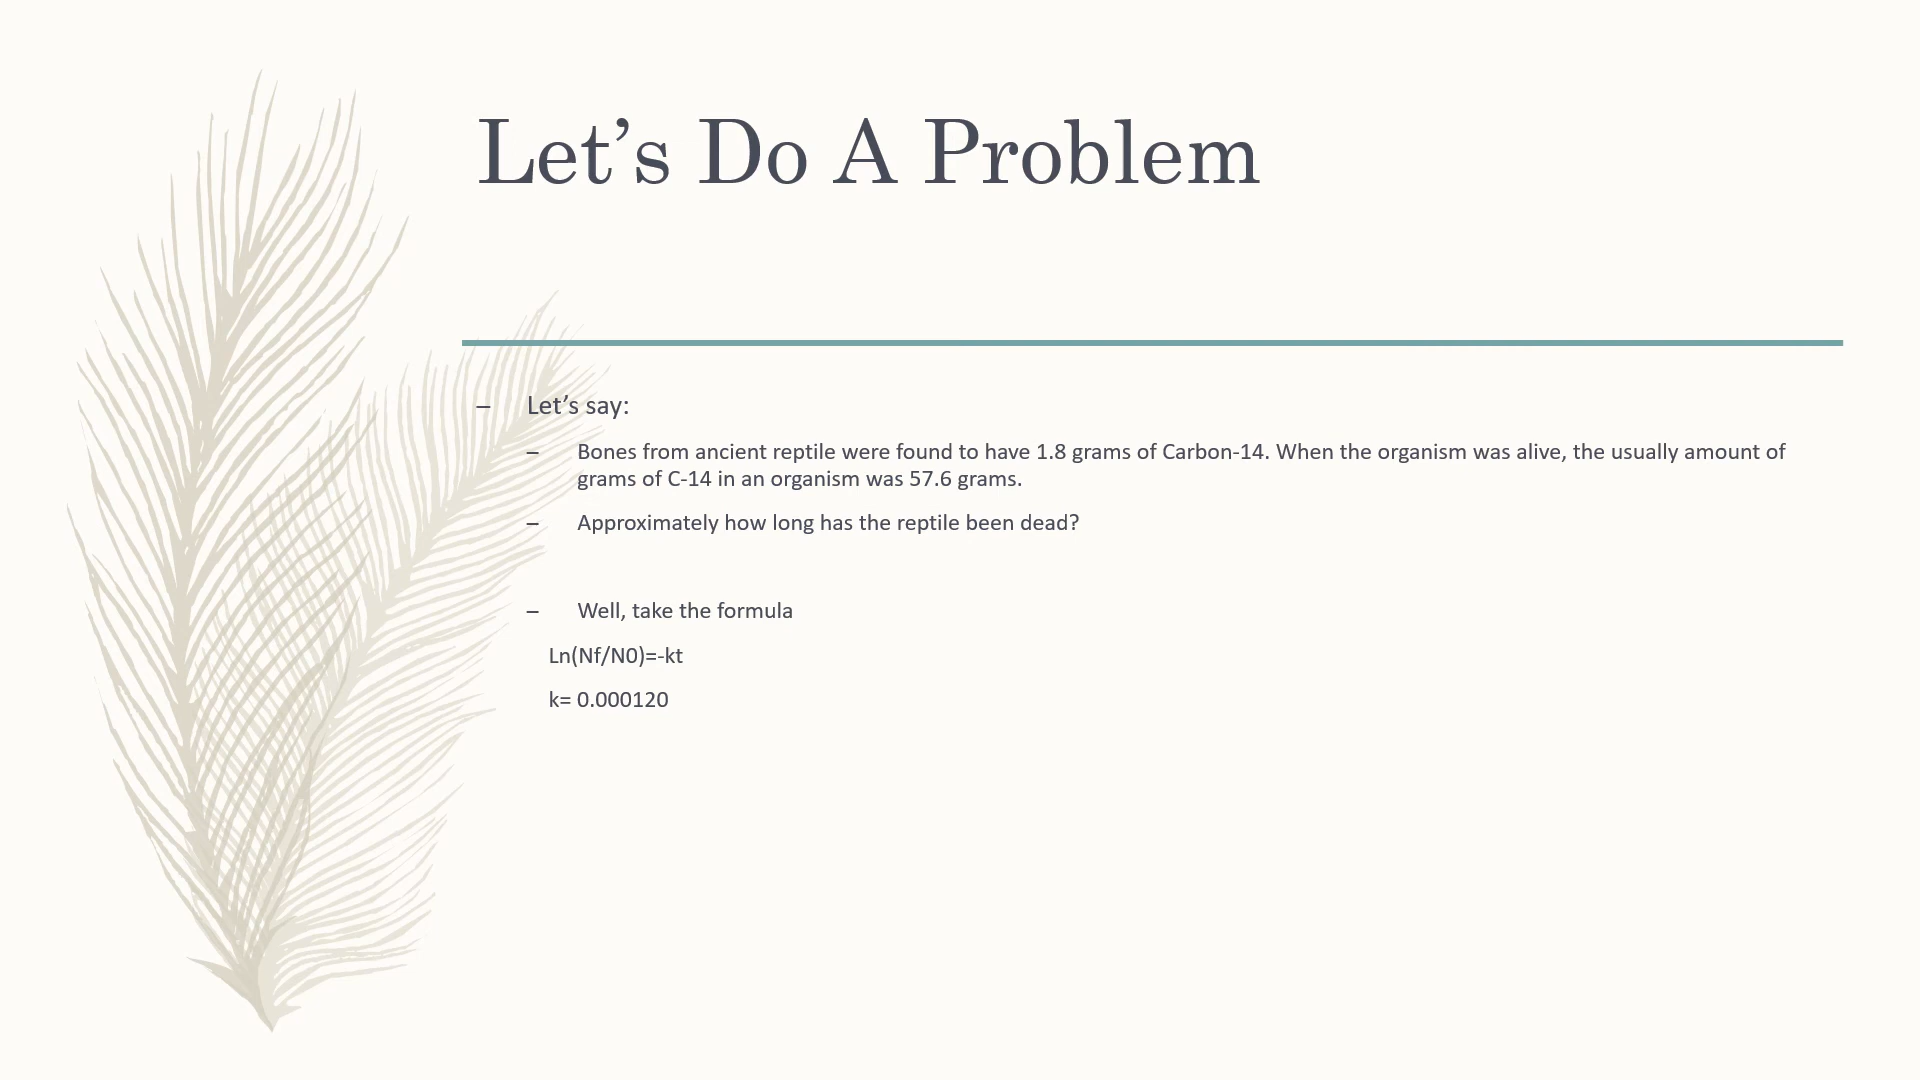 Let’s Do A Problem
– Let’s say:
– Bones from ancient reptile were found to have 1.8 grams of Carbon-14. When the organism was alive, the usually amount of
grams of C-14 in an organism was 57.6 grams.
– Approximately how long has the reptile been dead?
– Well, take the formula
Ln(Nf/N0)=-kt
k= 0.000120